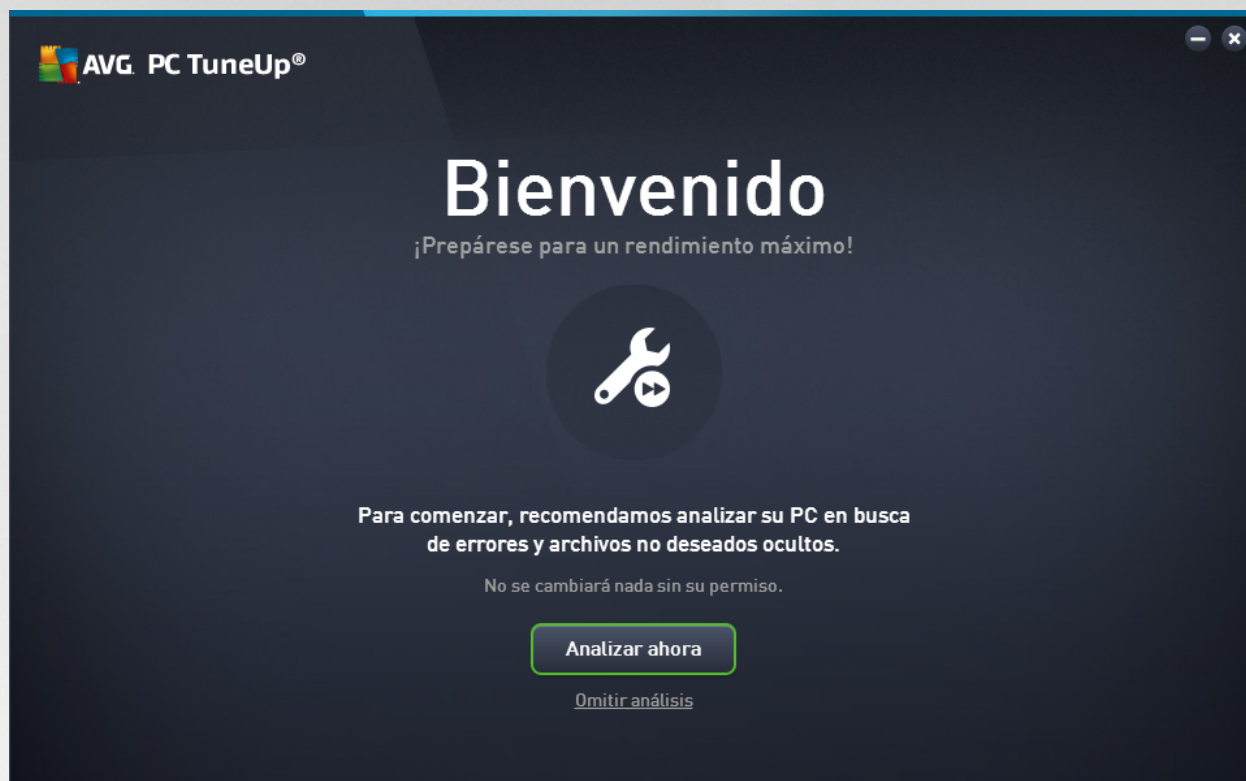 AVG. PC TuneUp®
Bienvenido
¡Prepárese para un rendimiento máximo!
Para comenzar, recomendamos analizar su PC en busca
de errores y archivos no deseados ocultos.
No se cambiará nada sin su permiso.
Analizar ahora
Omitir análisis